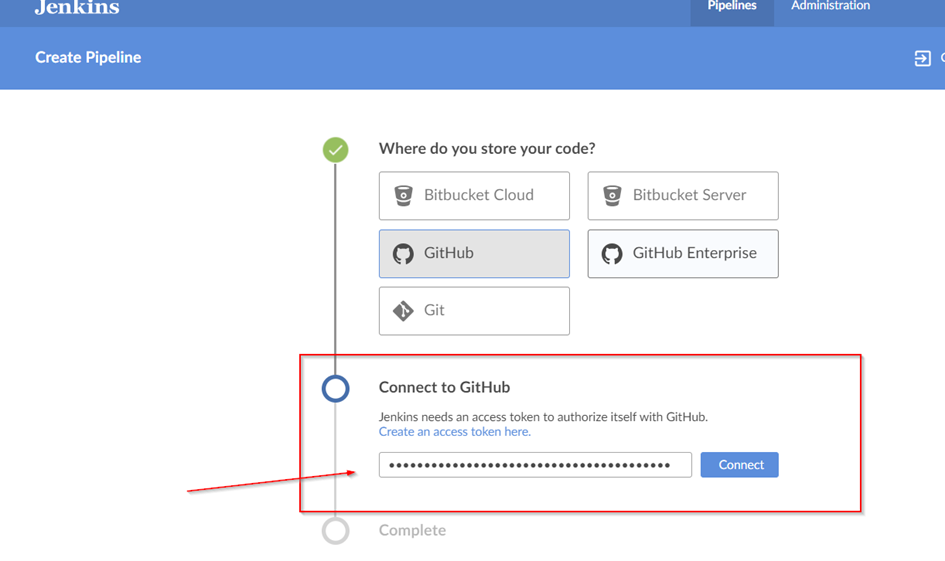 Jenkins
Pipelines
Administration
Create Pipeline
Where do you store your code?
Bitbucket Cloud
Bitbucket Server
GitHub
GitHub Enterprise
Git
Connect to GitHub
Jenkins needs an access token to authorize itself with GitHub.
Create an access token here.
••••••••••••••••••••••••••••••••••••••••
Connect
Complete